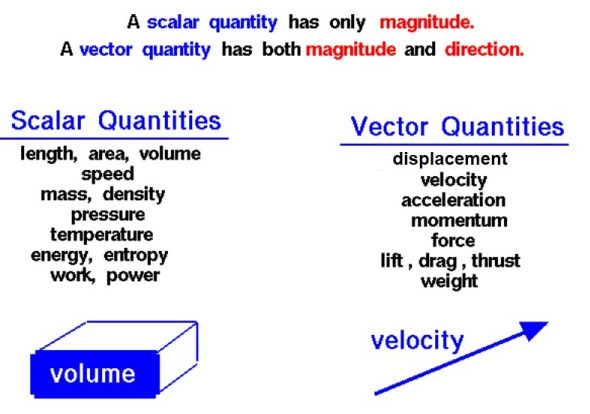 A scalar quantity has only magnitude.
A vector quantity has both magnitude and direction.
Scalar Quantities
length, area, volume
speed
mass, density
pressure
temperature
energy, entropy
work, power
volume
Vector Quantities
displacement
velocity
acceleration
momentum
force
lift , drag , thrust
weight
velocity